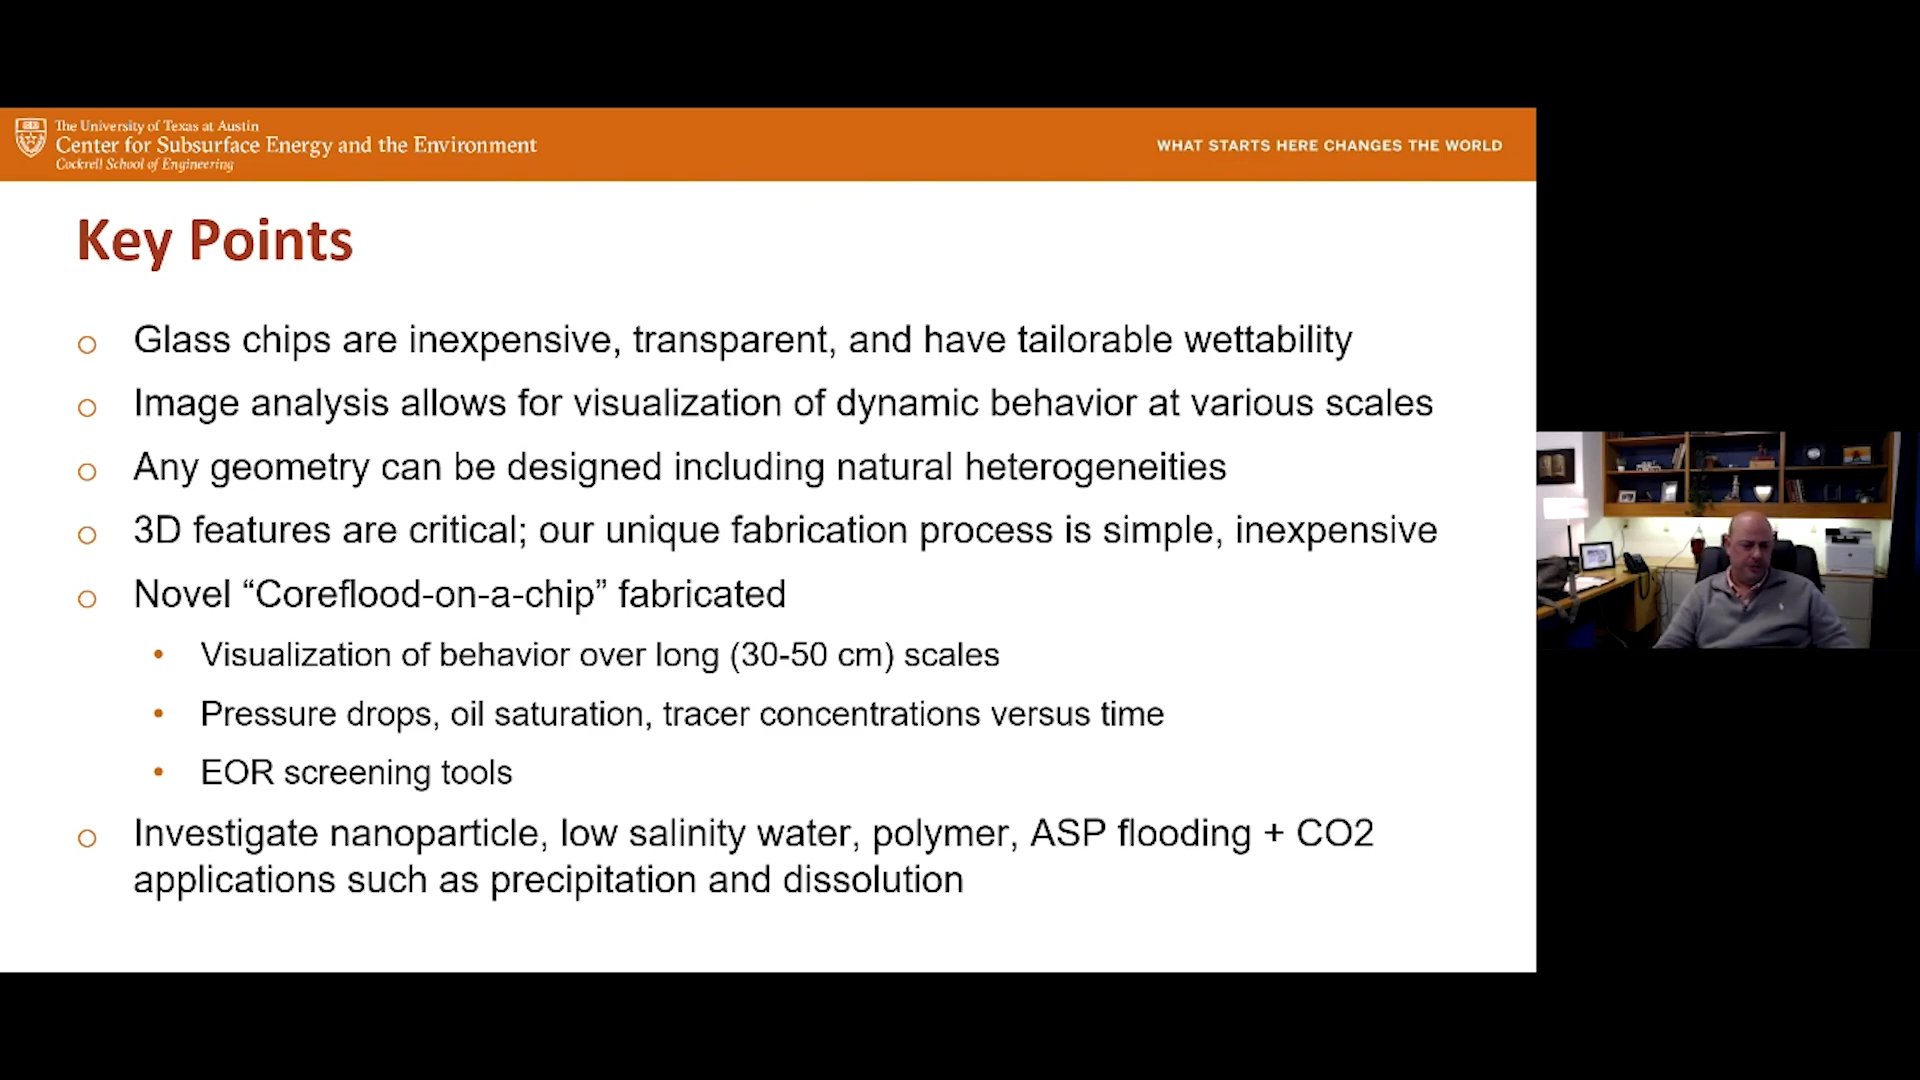 The University of Texas at Austin
Center for Subsurface Energy and the Environment
Cockrell School of Engineering
WHAT STARTS HERE CHANGES THE WORLD
Key Points
Glass chips are inexpensive, transparent, and have tailorable wettability
Image analysis allows for visualization of dynamic behavior at various scales
Any geometry can be designed including natural heterogeneities
3D features are critical; our unique fabrication process is simple, inexpensive
Novel “Coreflood-on-a-chip” fabricated
Visualization of behavior over long (30-50 cm) scales
Pressure drops, oil saturation, tracer concentrations versus time
EOR screening tools
Investigate nanoparticle, low salinity water, polymer, ASP flooding + CO2
applications such as precipitation and dissolution